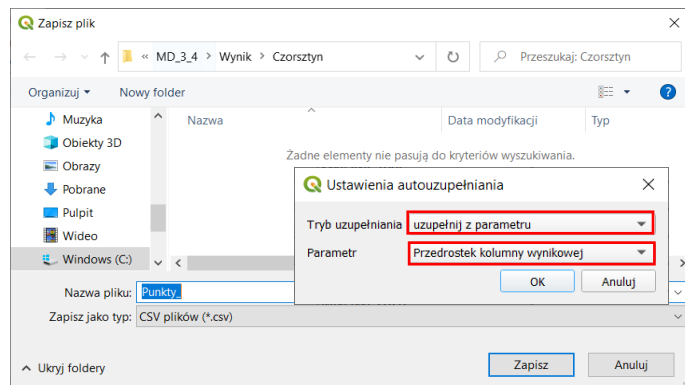 Zapisz plik
« MD_3_4 > Wynik > Czorsztyn
Przeszukaj: Czorsztyn
Organizuj Nowy folder
Muzyka
Obiekty 3D
Obrazy
Pobrane
Pulpit
Wideo
Windows (C:)
Nazwa Data modyfikacji Typ
Żadne elementy nie pasują do kryteriów wyszukiwania.
Ustawienia autouzupełniania
Tryb uzupełniania uzupełnij z parametru
Parametr Przedrostek kolumny wynikowej
OK Anuluj
Nazwa pliku: Punkty_
Zapisz jako typ: CSV plików (*.csv)
Ukryj foldery
Zapisz Anuluj